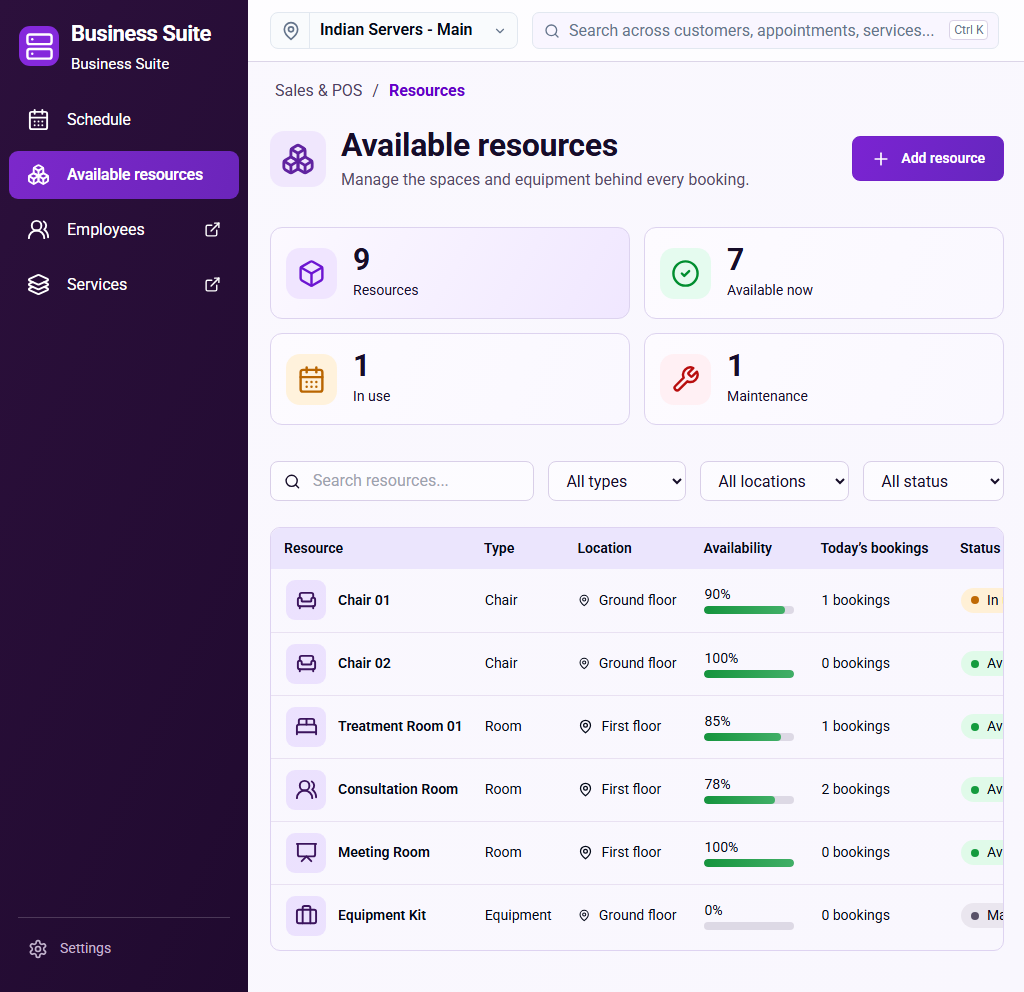 Business Suite
Business Suite
Schedule
Available resources
Employees
Services
Settings
Indian Servers - Main
Search across customers, appointments, services...
Ctrl K
Sales & POS / Resources
Available resources
Manage the spaces and equipment behind every booking.
Add resource
9
Resources
7
Available now
1
In use
1
Maintenance
Search resources...
All types
All locations
All status
Resource Type Location Availability Today's bookings Status
Chair 01 Chair Ground floor 90% 1 bookings In
Chair 02 Chair Ground floor 100% 0 bookings Av
Treatment Room 01 Room First floor 85% 1 bookings Av
Consultation Room Room First floor 78% 2 bookings Av
Meeting Room Room First floor 100% 0 bookings Av
Equipment Kit Equipment Ground floor 0% 0 bookings Ma